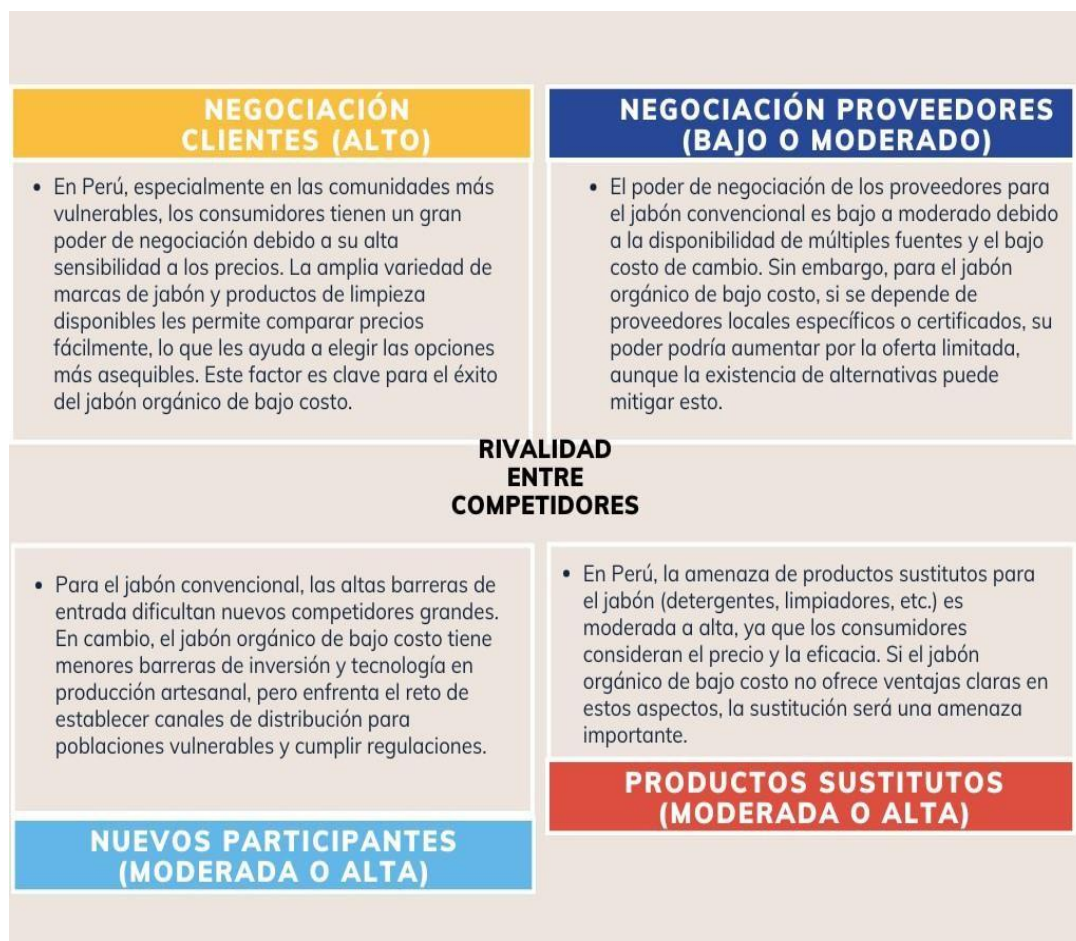 NEGOCIACIÓN
CLIENTES (ALTO)
• En Perú, especialmente en las comunidades más
vulnerables, los consumidores tienen un gran
poder de negociación debido a su alta
sensibilidad a los precios. La amplia variedad de
marcas de jabón y productos de limpieza
disponibles les permite comparar precios
fácilmente, lo que les ayuda a elegir las opciones
más asequibles. Este factor es clave para el éxito
del jabón orgánico de bajo costo.
NEGOCIACIÓN PROVEEDORES
(BAJO O MODERADO)
• El poder de negociación de los proveedores para
el jabón convencional es bajo a moderado debido
a la disponibilidad de múltiples fuentes y el bajo
costo de cambio. Sin embargo, para el jabón
orgánico de bajo costo, si se depende de
proveedores locales específicos o certificados, su
poder podría aumentar por la oferta limitada,
aunque la existencia de alternativas puede
mitigar esto.
RIVALIDAD
ENTRE
COMPETIDORES
• Para el jabón convencional, las altas barreras de
entrada dificultan nuevos competidores grandes.
En cambio, el jabón orgánico de bajo costo tiene
menores barreras de inversión y tecnología en
producción artesanal, pero enfrenta el reto de
establecer canales de distribución para
poblaciones vulnerables y cumplir regulaciones.
NUEVOS PARTICIPANTES
(MODERADA O ALTA)
• En Perú, la amenaza de productos sustitutos para
el jabón (detergentes, limpiadores, etc.) es
moderada a alta, ya que los consumidores
consideran el precio y la eficacia. Si el jabón
orgánico de bajo costo no ofrece ventajas claras en
estos aspectos, la sustitución será una amenaza
importante.
PRODUCTOS SUSTITUTOS
(MODERADA O ALTA)